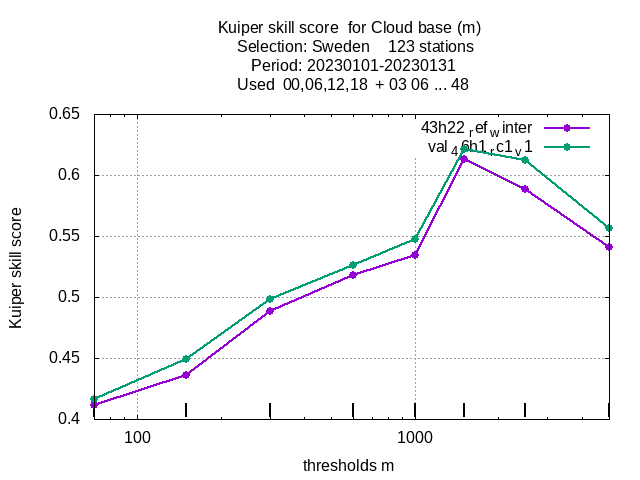 Kuiper skill score  for Cloud base (m)
Selection: Sweden    123 stations
Period: 20230101-20230131
Used  00,06,12,18  + 03 06 ... 48
43h22_ref_winter
val_46h1_rc1_v1
0.65
0.6
0.55
0.5
0.45
0.4
Kuiper skill score
100
1000
thresholds m